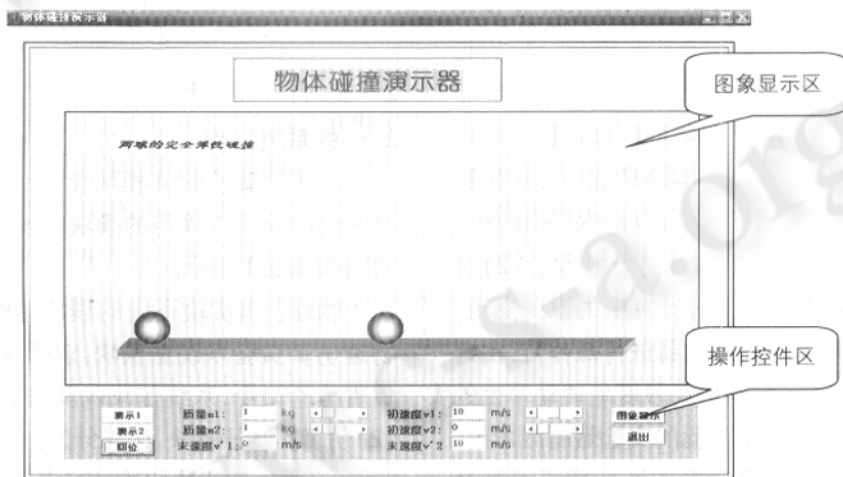 物体碰撞演示器
物体碰撞演示器
图象显示区
两球的完全弹性碰撞
操作控件区
演示1 质量m1: 1 kg 初速度v1: 10 m/s 图象显示
演示2 质量m2: 1 kg 初速度v2: 0 m/s 退出
回位 末速度v'1: 0 m/s 末速度v'2 10 m/s
c-s-a.org